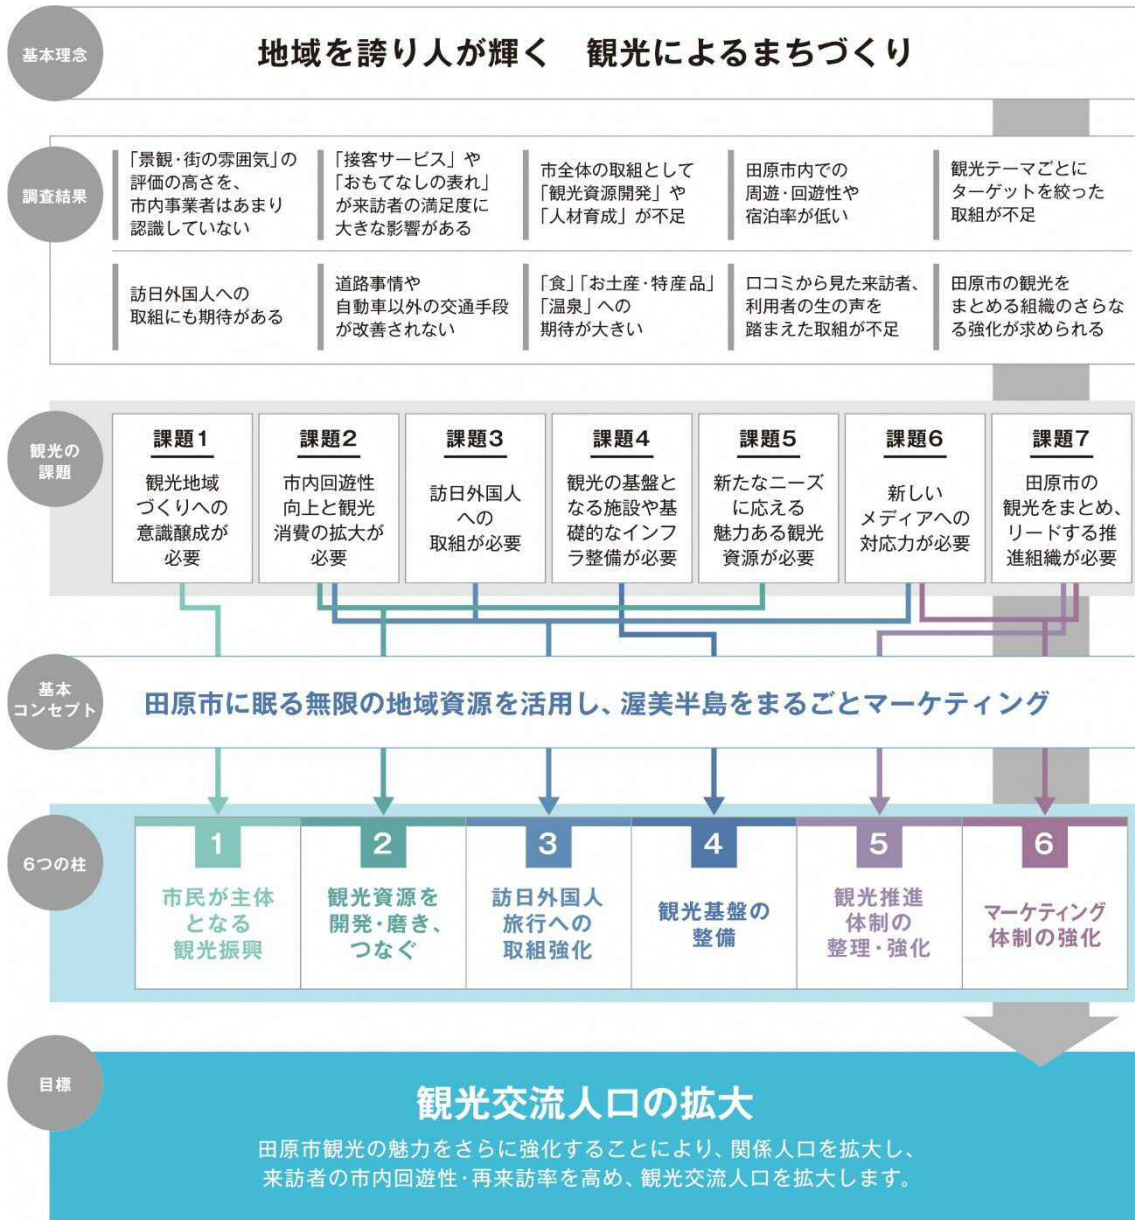 基本理念
地域を誇り人が輝く 観光によるまちづくり
調査結果
「景観・街の雰囲気」の
評価の高さを、
市内事業者はあまり
認識していない
「接客サービス」や
「おもてなしの表れ」
が来訪者の満足度に
大きな影響がある
市全体の取組として
「観光資源開発」や
「人材育成」が不足
田原市内での
周遊・回遊性や
宿泊率が低い
観光テーマごとに
ターゲットを絞った
取組が不足
訪日外国人への
取組にも期待がある
道路事情や
自動車以外の交通手段
が改善されない
「食」「お土産・特産品」
「温泉」への
期待が大きい
口コミから見た来訪者、
利用者の生の声を
踏まえた取組が不足
田原市の観光を
まとめる組織のさらな
る強化が求められる
観光の
課題
課題1
観光地域
づくりへの
意識醸成が
必要
課題2
市内回遊性
向上と観光
消費の拡大が
必要
課題3
訪日外国人
への
取組が必要
課題4
観光の基盤と
なる施設や基
礎的なインフ
ラ整備が必要
課題5
新たなニーズ
に応える
魅力ある観光
資源が必要
課題6
新しい
メディアへの
対応力が必要
課題7
田原市の
観光をまとめ、
リードする推
進組織が必要
基本
コンセプト
田原市に眠る無限の地域資源を活用し、渥美半島をまるごとマーケティング
6つの柱
1
市民が主体
となる
観光振興
2
観光資源を
開発・磨き、
つなぐ
3
訪日外国人
旅行への
取組強化
4
観光基盤の
整備
5
観光推進
体制の
整理・強化
6
マーケティング
体制の強化
目標
観光交流人口の拡大
田原市観光の魅力をさらに強化することにより、関係人口を拡大し、
来訪者の市内回遊性・再来訪率を高め、観光交流人口を拡大します。